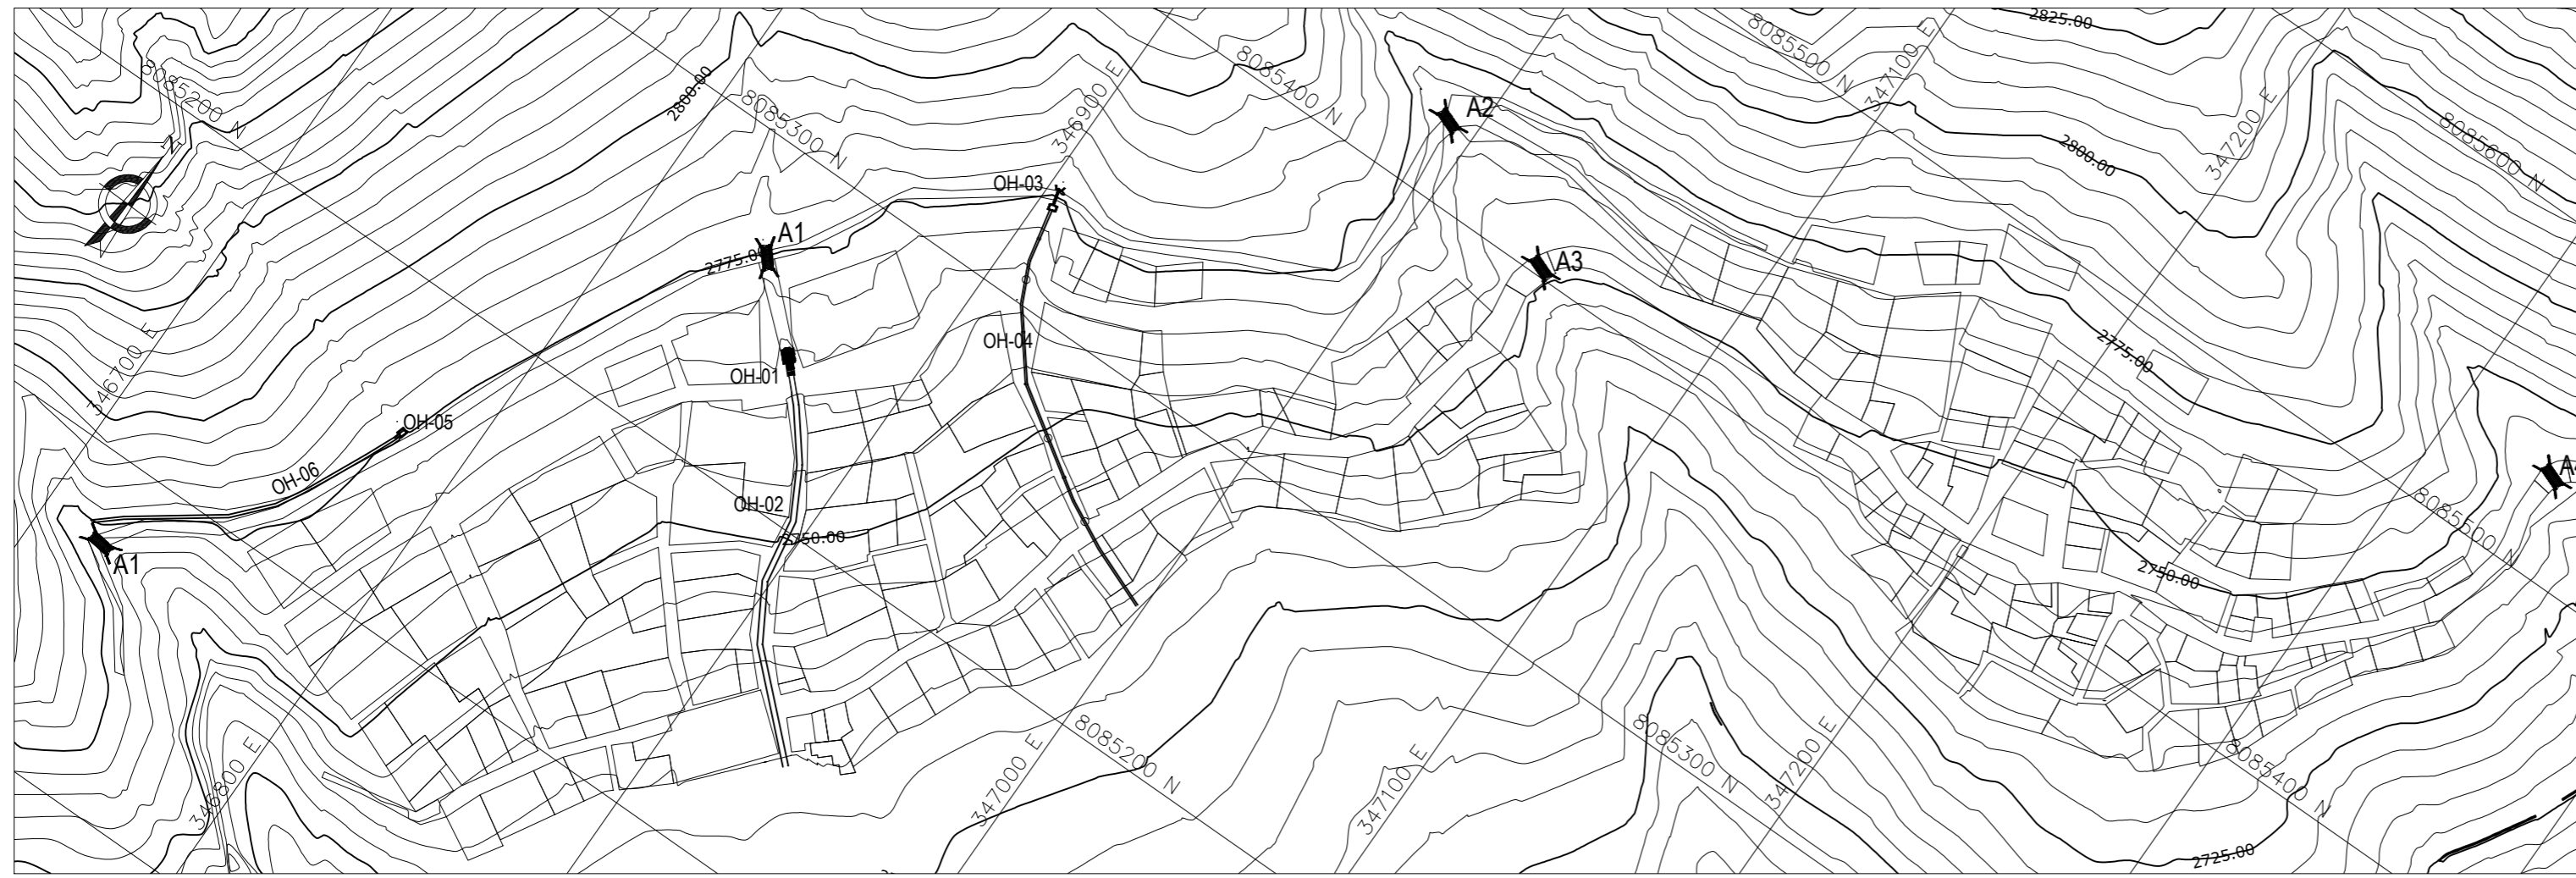 2825.00
8085500 N
347100 E
8085400 N
8085200 N
346900 E
2800.00
8085300 N
347200 E
A2
8085600 N
N
2800.00
OH-03
A1
A3
2775.00
OH-04
2775.00
346700 E
OH-01
OH-05
OH-06
8085500 N
OH-02
2750.00
A1
2750.00
346800 E
347000 E
8085200 N
347100 E
8085300 N
347200 E
8085400 N
2725.00